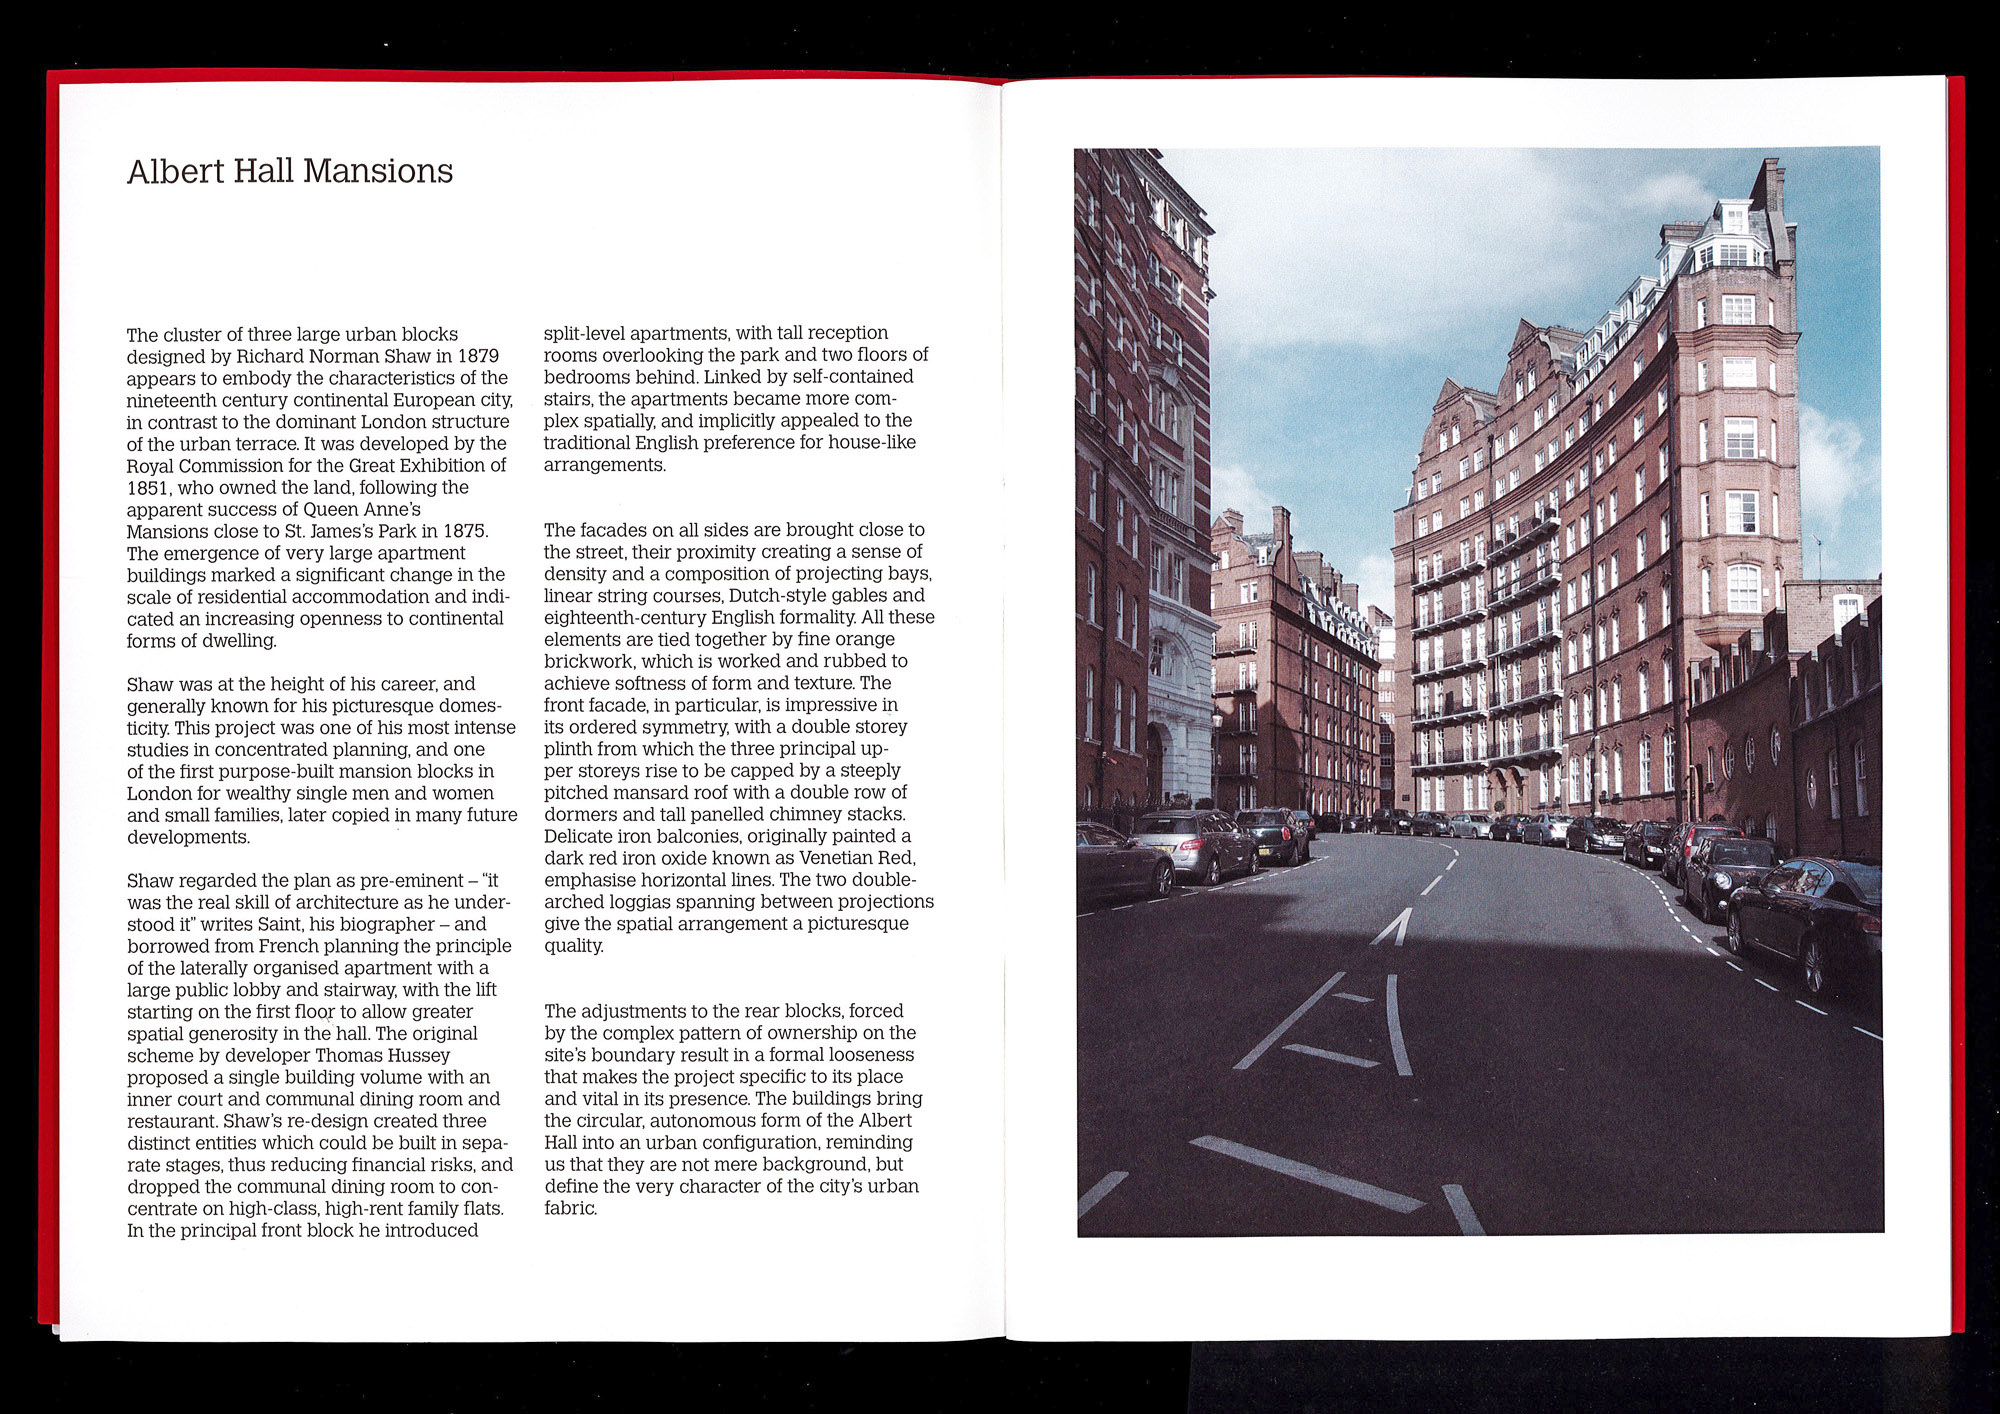 Albert Hall Mansions
The cluster of three large urban blocks
designed by Richard Norman Shaw in 1879
appears to embody the characteristics of the
nineteenth century continental European city,
in contrast to the dominant London structure
of the urban terrace. It was developed by the
Royal Commission for the Great Exhibition of
1851, who owned the land, following the
apparent success of Queen Anne's
Mansions close to St. James's Park in 1875.
The emergence of very large apartment
buildings marked a significant change in the
scale of residential accommodation and indi-
cated an increasing openness to continental
forms of dwelling.
Shaw was at the height of his career, and
generally known for his picturesque domes-
ticity. This project was one of his most intense
studies in concentrated planning, and one
of the first purpose-built mansion blocks in
London for wealthy single men and women
and small families, later copied in many future
developments.
Shaw regarded the plan as pre-eminent – "it
was the real skill of architecture as he under-
stood it" writes Saint, his biographer – and
borrowed from French planning the principle
of the laterally organised apartment with a
large public lobby and stairway, with the lift
starting on the first floor to allow greater
spatial generosity in the hall. The original
scheme by developer Thomas Hussey
proposed a single building volume with an
inner court and communal dining room and
restaurant. Shaw's re-design created three
distinct entities which could be built in sepa-
rate stages, thus reducing financial risks, and
dropped the communal dining room to con-
centrate on high-class, high-rent family flats.
In the principal front block he introduced
split-level apartments, with tall reception
rooms overlooking the park and two floors of
bedrooms behind. Linked by self-contained
stairs, the apartments became more com-
plex spatially, and implicitly appealed to the
traditional English preference for house-like
arrangements.
The facades on all sides are brought close to
the street, their proximity creating a sense of
density and a composition of projecting bays,
linear string courses, Dutch-style gables and
eighteenth-century English formality. All these
elements are tied together by fine orange
brickwork, which is worked and rubbed to
achieve softness of form and texture. The
front facade, in particular, is impressive in
its ordered symmetry, with a double storey
plinth from which the three principal up-
per storeys rise to be capped by a steeply
pitched mansard roof with a double row of
dormers and tall panelled chimney stacks.
Delicate iron balconies, originally painted a
dark red iron oxide known as Venetian Red,
emphasise horizontal lines. The two double-
arched loggias spanning between projections
give the spatial arrangement a picturesque
quality.
The adjustments to the rear blocks, forced
by the complex pattern of ownership on the
site's boundary result in a formal looseness
that makes the project specific to its place
and vital in its presence. The buildings bring
the circular, autonomous form of the Albert
Hall into an urban configuration, reminding
us that they are not mere background, but
define the very character of the city's urban
fabric.